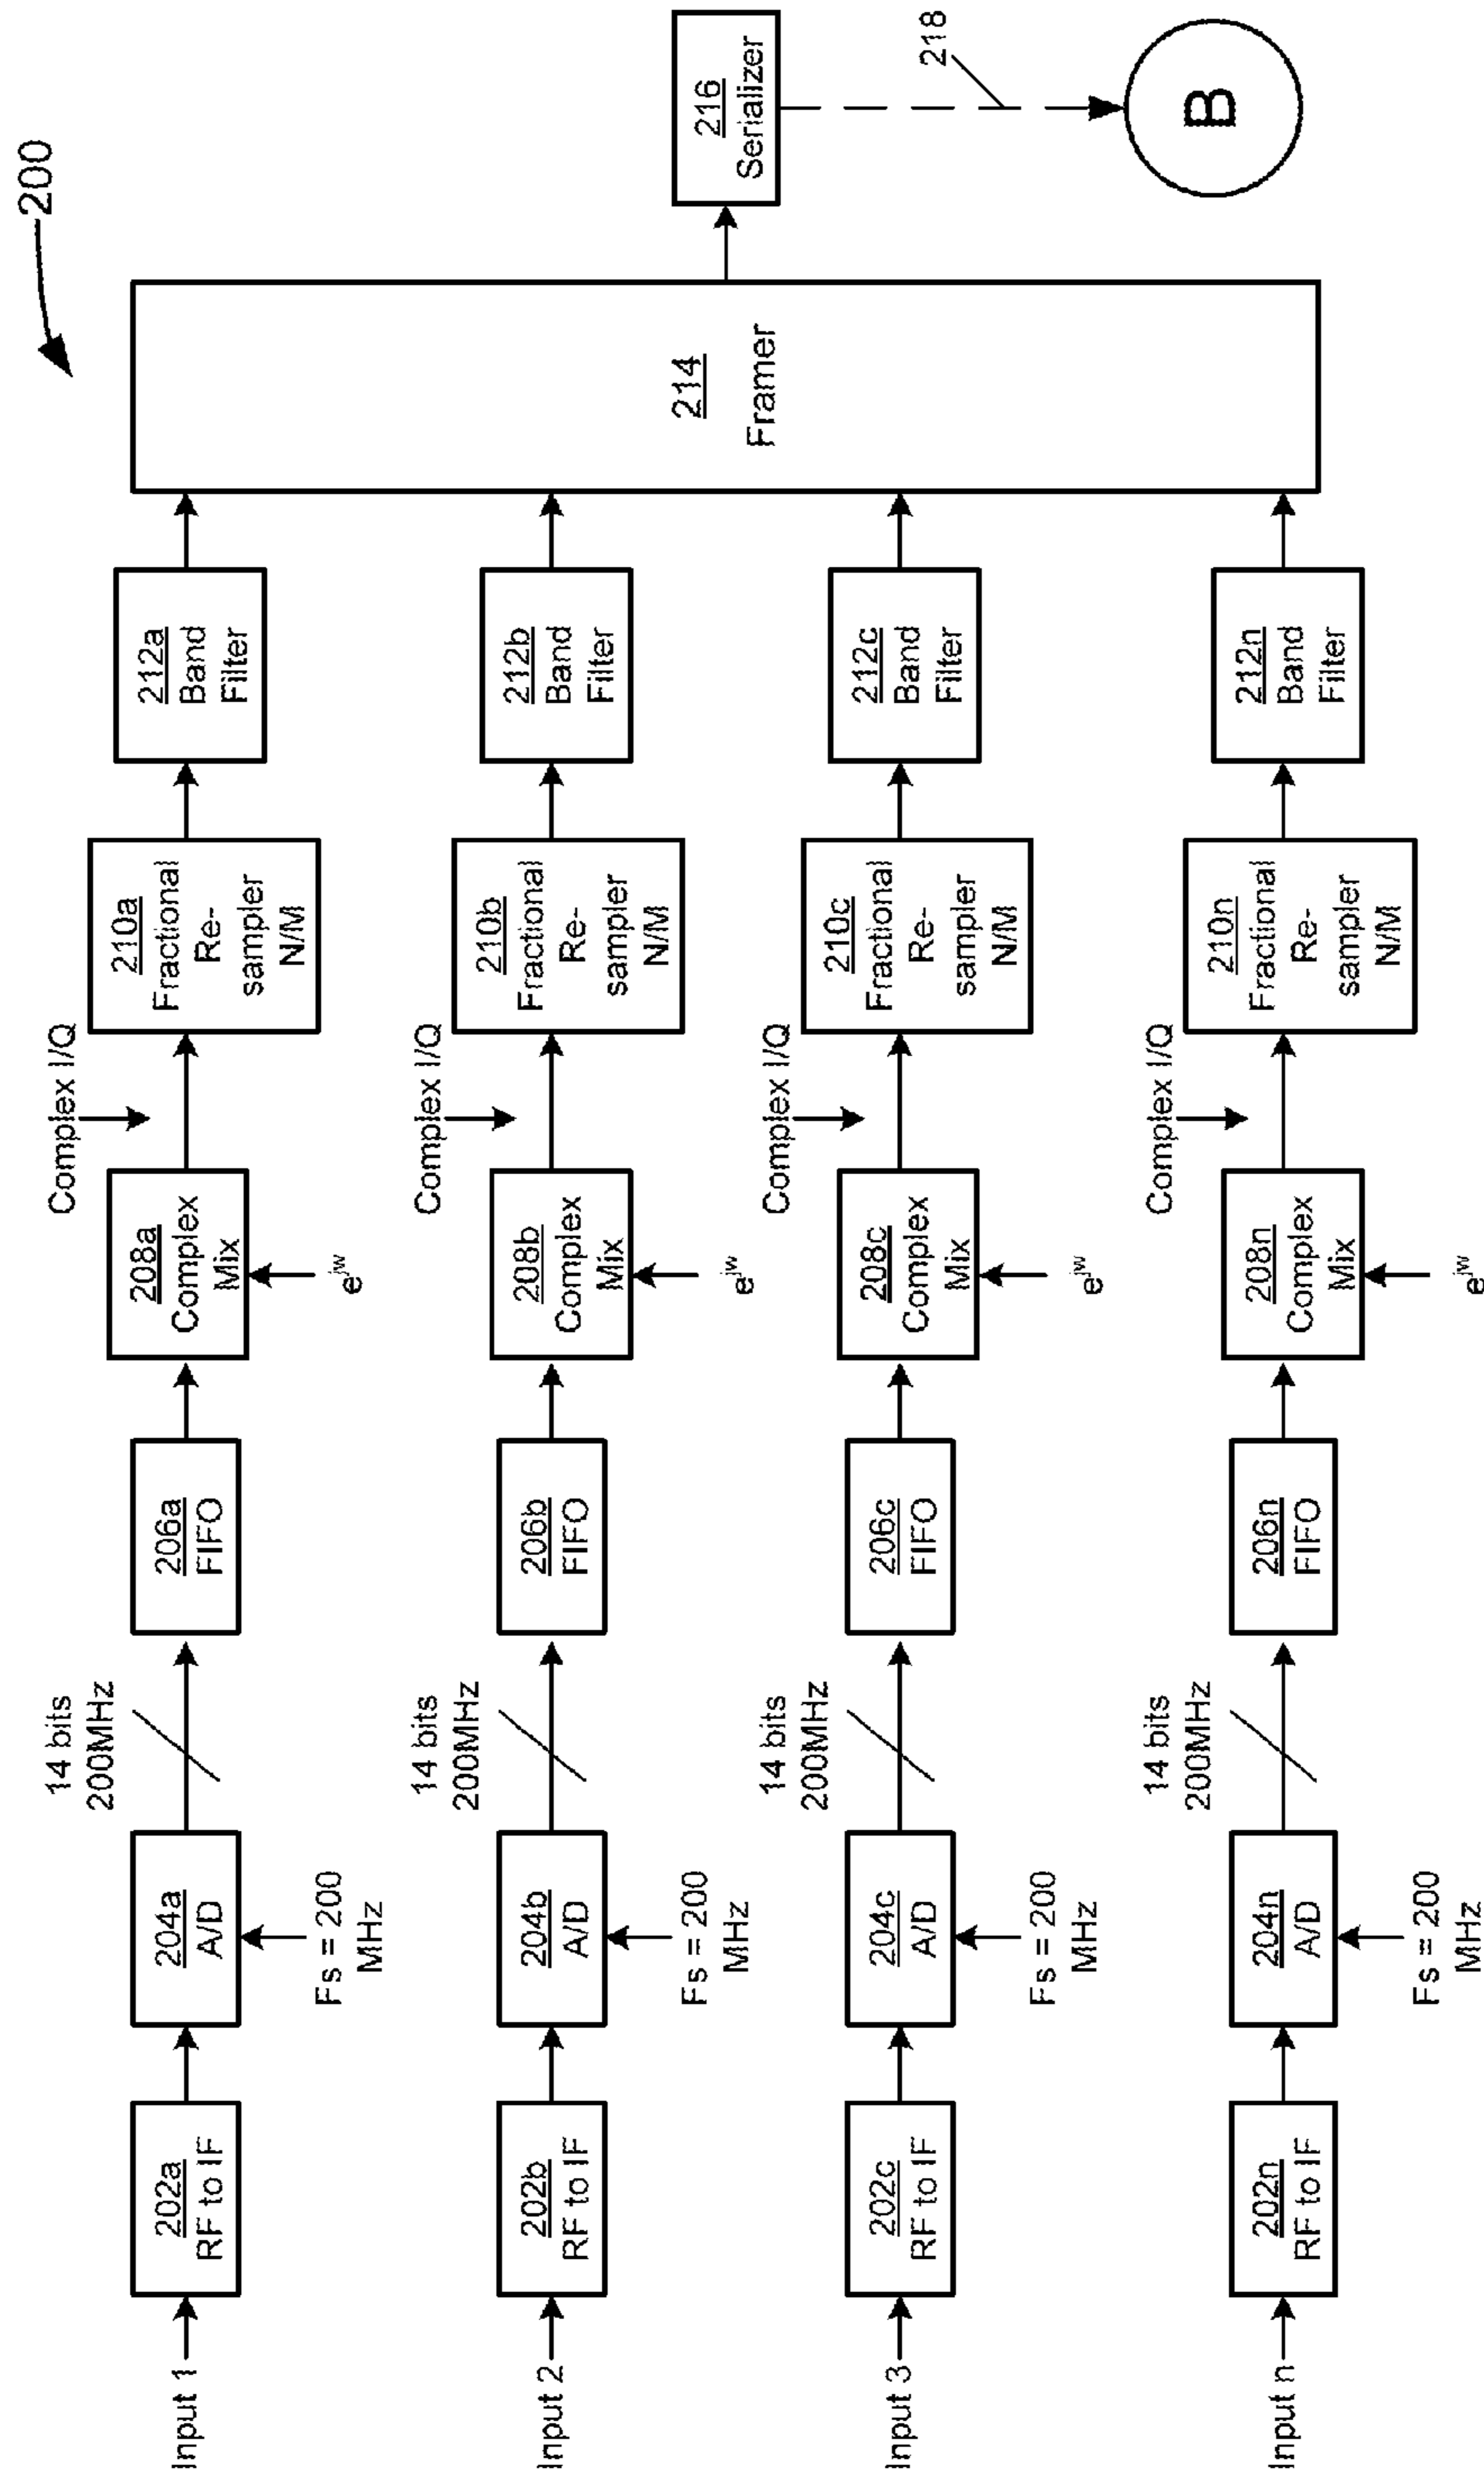 200
Input 1
202a
RF to IF
204a
A/D
Fs = 200
MHz
14 bits
200MHz
206a
FIFO
208a
Complex
Mix
e^jw
Complex I/Q
210a
Fractional
Re-
sampler
N/M
212a
Band
Filter
Input 2
202b
RF to IF
204b
A/D
Fs = 200
MHz
14 bits
200MHz
206b
FIFO
208b
Complex
Mix
e^jw
Complex I/Q
210b
Fractional
Re-
sampler
N/M
212b
Band
Filter
Input 3
202c
RF to IF
204c
A/D
Fs = 200
MHz
14 bits
200MHz
206c
FIFO
208c
Complex
Mix
e^jw
Complex I/Q
210c
Fractional
Re-
sampler
N/M
212c
Band
Filter
Input n
202n
RF to IF
204n
A/D
Fs = 200
MHz
14 bits
200MHz
206n
FIFO
208n
Complex
Mix
e^jw
Complex I/Q
210n
Fractional
Re-
sampler
N/M
212n
Band
Filter
214
Framer
216
Serializer
218
B